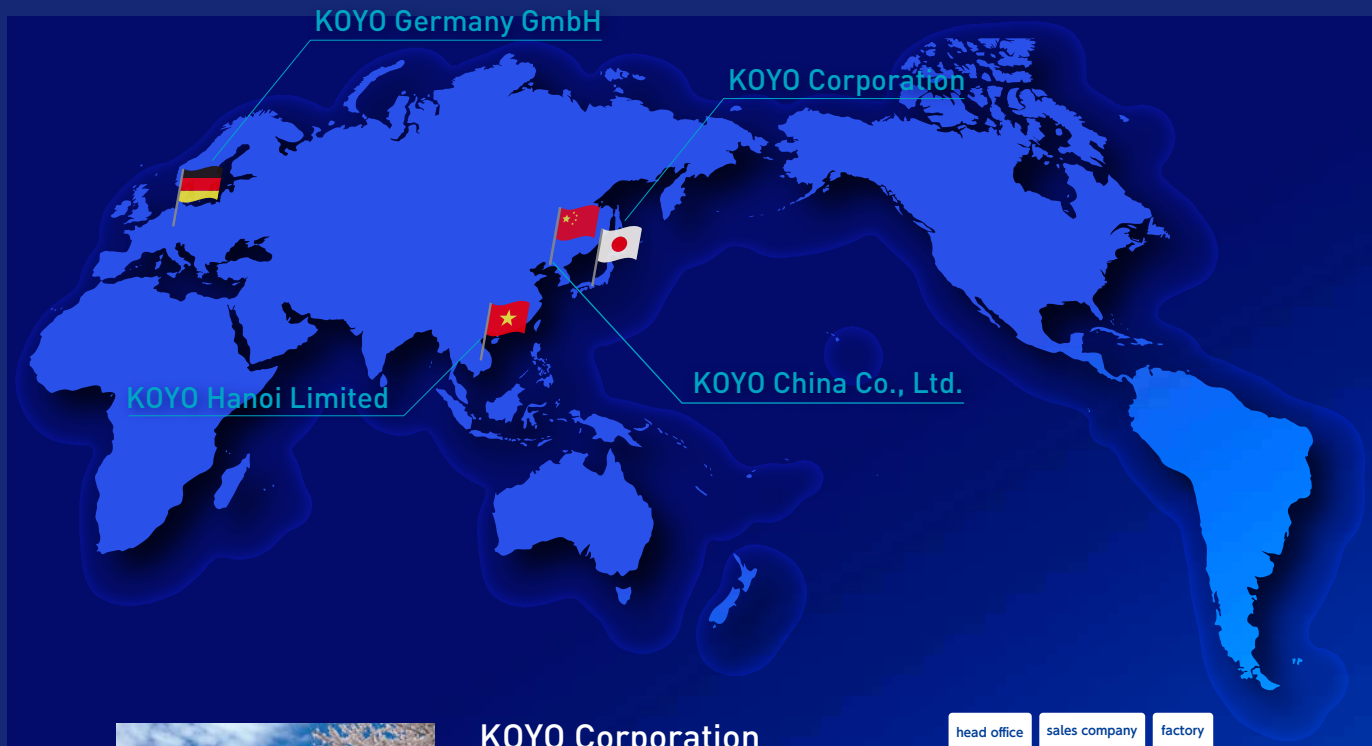 KOYO Germany GmbH
KOYO Corporation
KOYO Hanoi Limited
KOYO China Co., Ltd.
KOYO Corporation
head office
sales company
factory